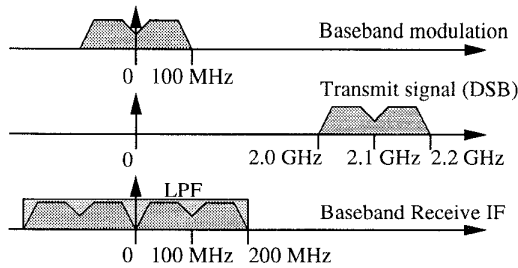 Baseband modulation
0 100 MHz
Transmit signal (DSB)
0 2.0 GHz 2.1 GHz 2.2 GHz
LPF
Baseband Receive IF
0 100 MHz 200 MHz